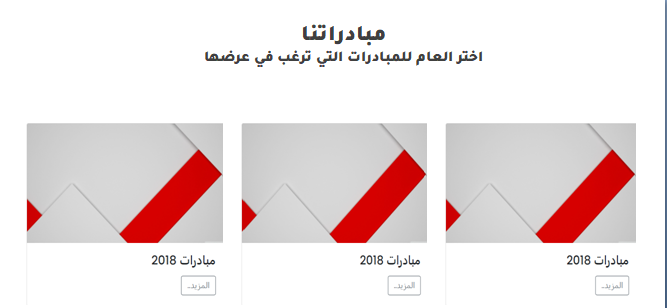 مبادراتنا
اختر العام للمبادرات التي ترغب في عرضها
مبادرات 2018
المزيد..
مبادرات 2018
المزيد..
مبادرات 2018
المزيد..